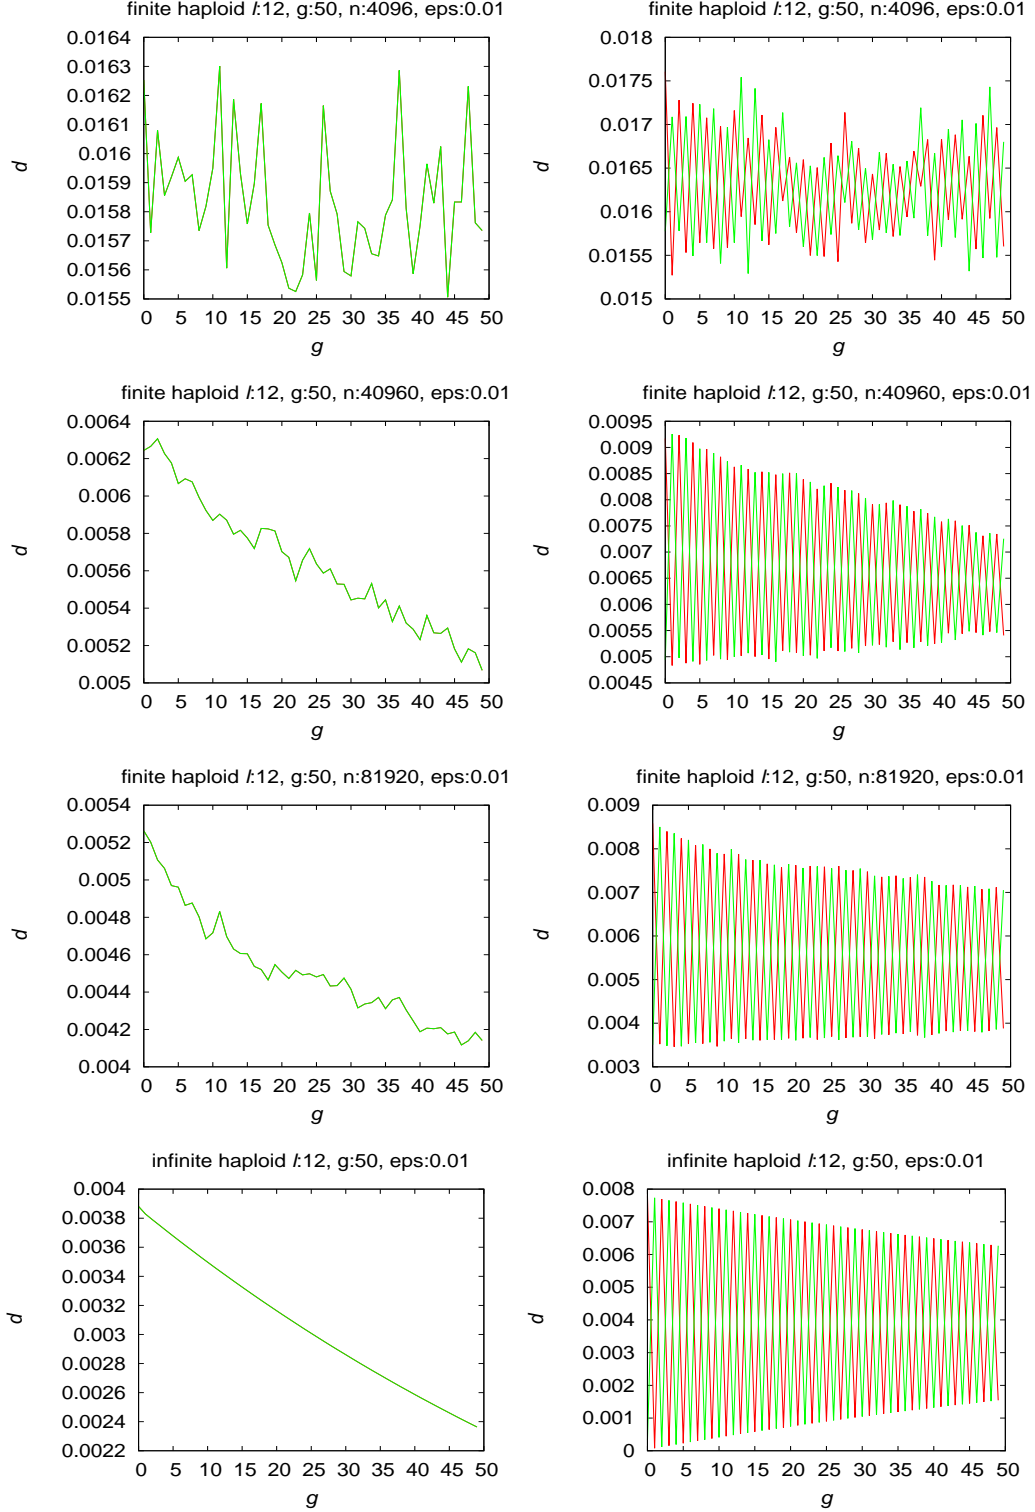 finite haploid l:12, g:50, n:4096, eps:0.01
0.0164
0.0163
0.0162
0.0161
0.016
0.0159
0.0158
0.0157
0.0156
0.0155
d
0 5 10 15 20 25 30 35 40 45 50
g
finite haploid l:12, g:50, n:4096, eps:0.01
0.018
0.0175
0.017
0.0165
0.016
0.0155
0.015
d
0 5 10 15 20 25 30 35 40 45 50
g
finite haploid l:12, g:50, n:40960, eps:0.01
0.0064
0.0062
0.006
0.0058
0.0056
0.0054
0.0052
0.005
d
0 5 10 15 20 25 30 35 40 45 50
g
finite haploid l:12, g:50, n:40960, eps:0.01
0.0095
0.009
0.0085
0.008
0.0075
0.007
0.0065
0.006
0.0055
0.005
0.0045
d
0 5 10 15 20 25 30 35 40 45 50
g
finite haploid l:12, g:50, n:81920, eps:0.01
0.0054
0.0052
0.005
0.0048
0.0046
0.0044
0.0042
0.004
d
0 5 10 15 20 25 30 35 40 45 50
g
finite haploid l:12, g:50, n:81920, eps:0.01
0.009
0.008
0.007
0.006
0.005
0.004
0.003
d
0 5 10 15 20 25 30 35 40 45 50
g
infinite haploid l:12, g:50, eps:0.01
0.004
0.0038
0.0036
0.0034
0.0032
0.003
0.0028
0.0026
0.0024
0.0022
d
0 5 10 15 20 25 30 35 40 45 50
g
infinite haploid l:12, g:50, eps:0.01
0.008
0.007
0.006
0.005
0.004
0.003
0.002
0.001
0
d
0 5 10 15 20 25 30 35 40 45 50
g